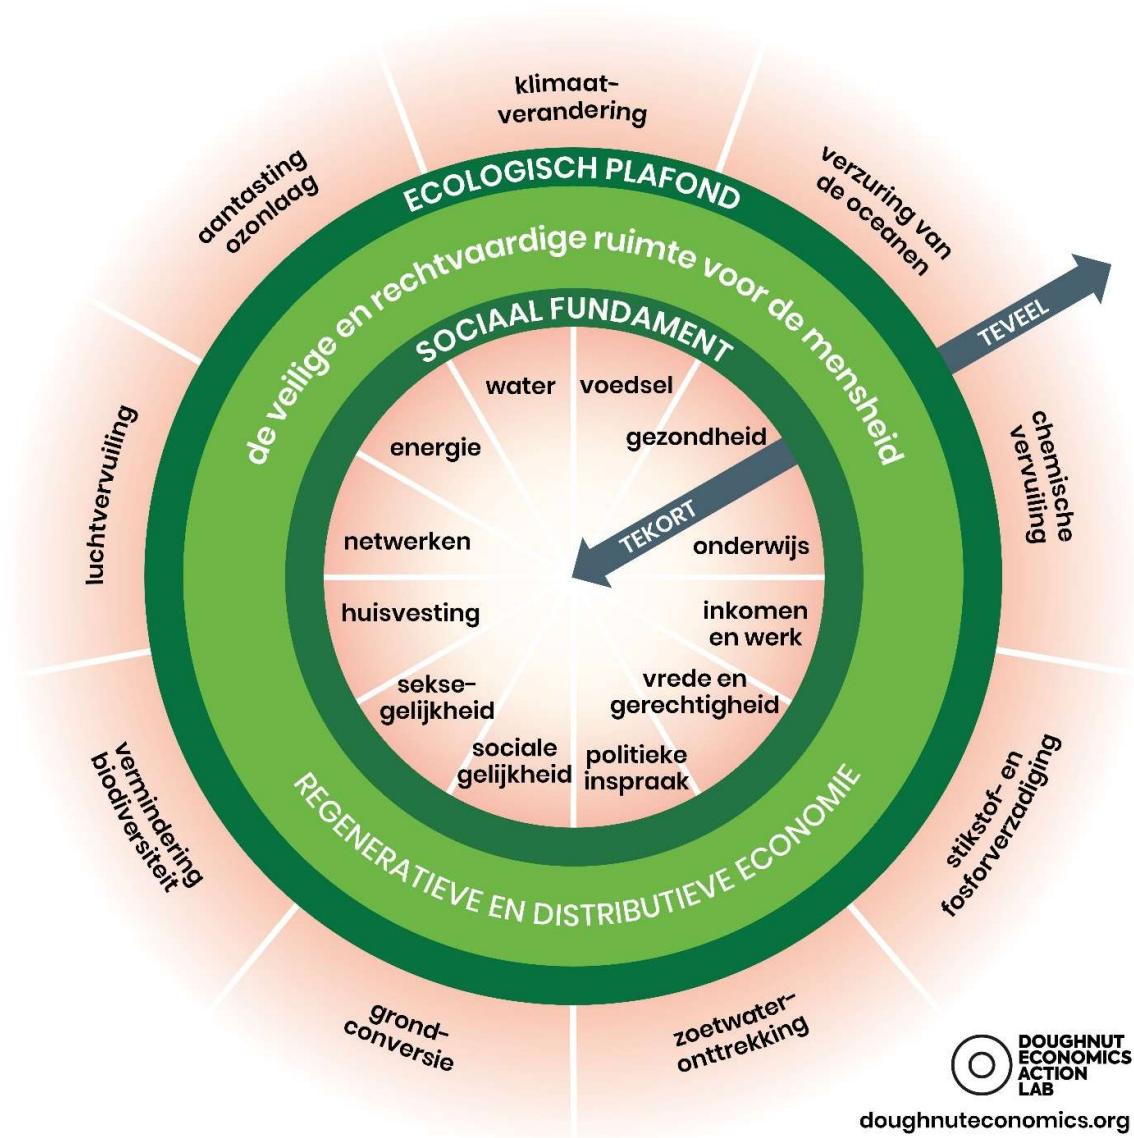 klimaat-
verandering
verzuring van
de oceanen
chemische
vervuiling
stikstof- en
fosforverzadiging
zoetwater-
onttrekking
grond-
conversie
vermindering
biodiversiteit
luchtvervuiling
aantasting
ozonlaag
ECOLOGISCH PLAFOND
de veilige en rechtvaardige ruimte voor de mensheid
SOCIAAL FUNDAMENT
TEVEEL
water
voedsel
energie
gezondheid
TEKORT
netwerken
onderwijs
huisvesting
inkomen
en werk
sekse-
gelijkheid
vrede en
gerechtigheid
sociale
gelijkheid
politieke
inspraak
REGENERATIEVE EN DISTRIBUTIEVE ECONOMIE
DOUGHNUT
ECONOMICS
ACTION
LAB
doughnuteconomics.org